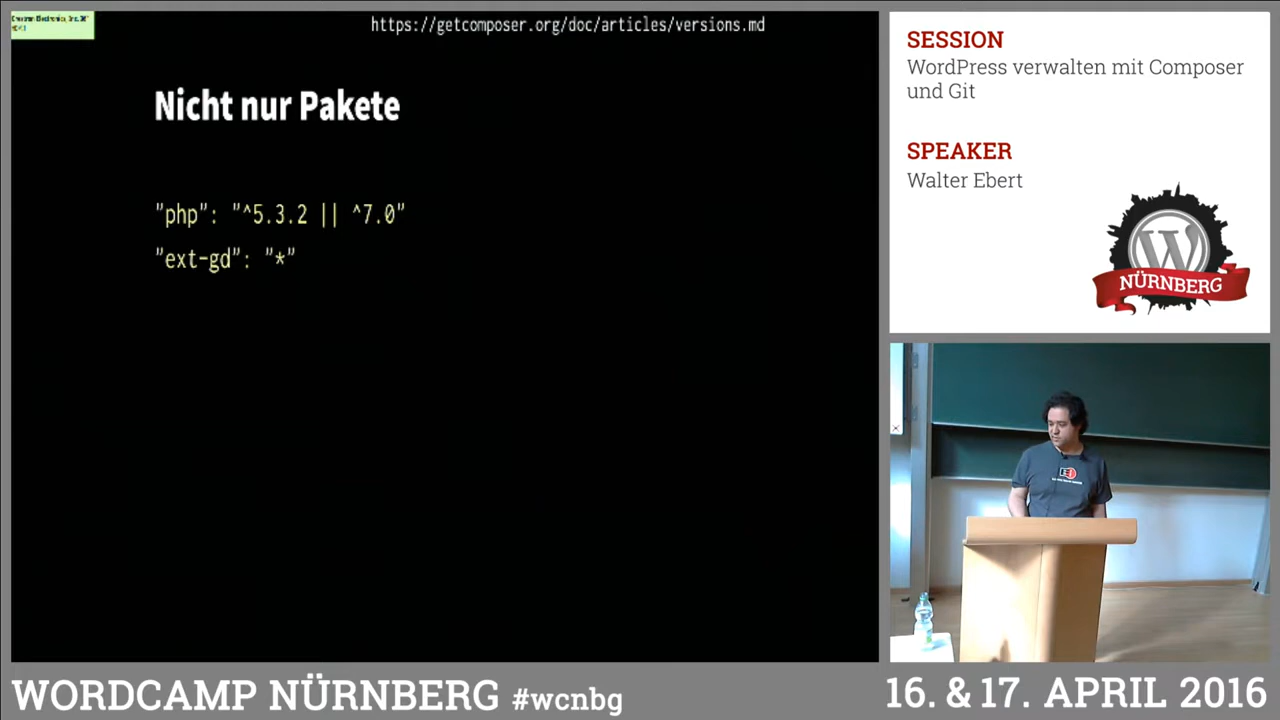 https://getcomposer.org/doc/articles/versions.md
Nicht nur Pakete
"php": "^5.3.2 || ^7.0"
"ext-gd": "*"
SESSION
WordPress verwalten mit Composer
und Git
SPEAKER
Walter Ebert
NÜRNBERG
WORDCAMP NÜRNBERG #wcnbg
16. & 17. APRIL 2016